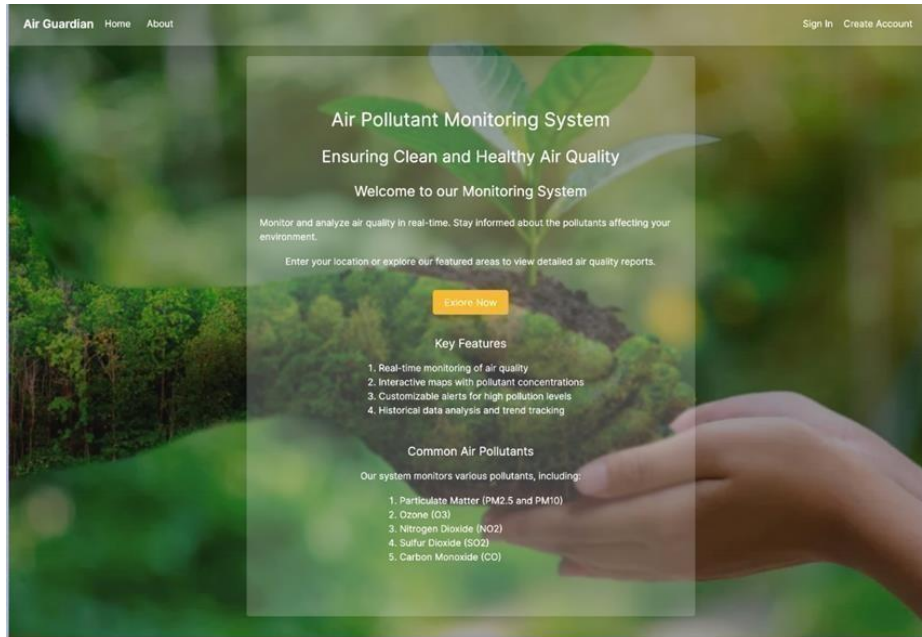 Air Guardian Home About Sign In Create Account
Air Pollutant Monitoring System
Ensuring Clean and Healthy Air Quality
Welcome to our Monitoring System
Monitor and analyze air quality in real-time. Stay informed about the pollutants affecting your
environment.
Enter your location or explore our featured areas to view detailed air quality reports.
Exlore Now
Key Features
1. Real-time monitoring of air quality
2. Interactive maps with pollutant concentrations
3. Customizable alerts for high pollution levels
4. Historical data analysis and trend tracking
Common Air Pollutants
Our system monitors various pollutants, including:
1. Particulate Matter (PM2.5 and PM10)
2. Ozone (O3)
3. Nitrogen Dioxide (NO2)
4. Sulfur Dioxide (SO2)
5. Carbon Monoxide (CO)